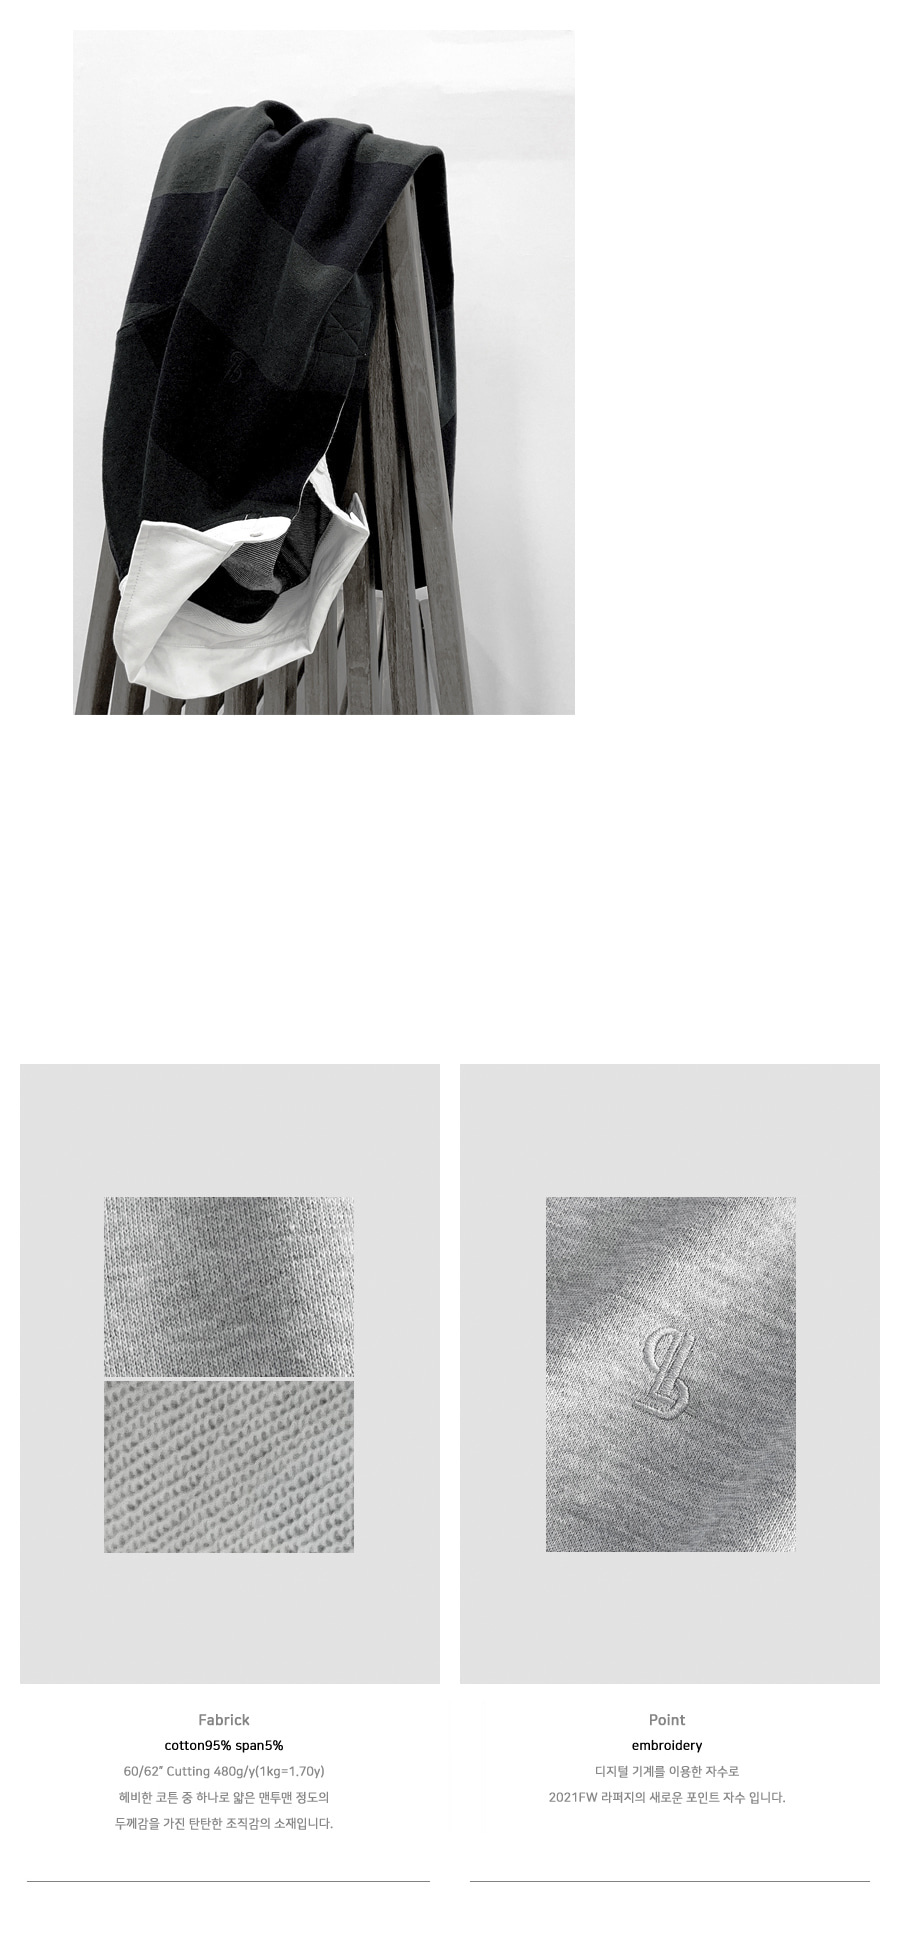 Fabrick
cotton95% span5%
60/62” Cutting 480g/y(1kg=1.70y)
헤비한 코튼 중 하나로 얇은 맨투맨 정도의
두께감을 가진 탄탄한 조직감의 소재입니다.
Point
embroidery
디지털 기계를 이용한 자수로
2021FW 라퍼지의 새로운 포인트 자수 입니다.